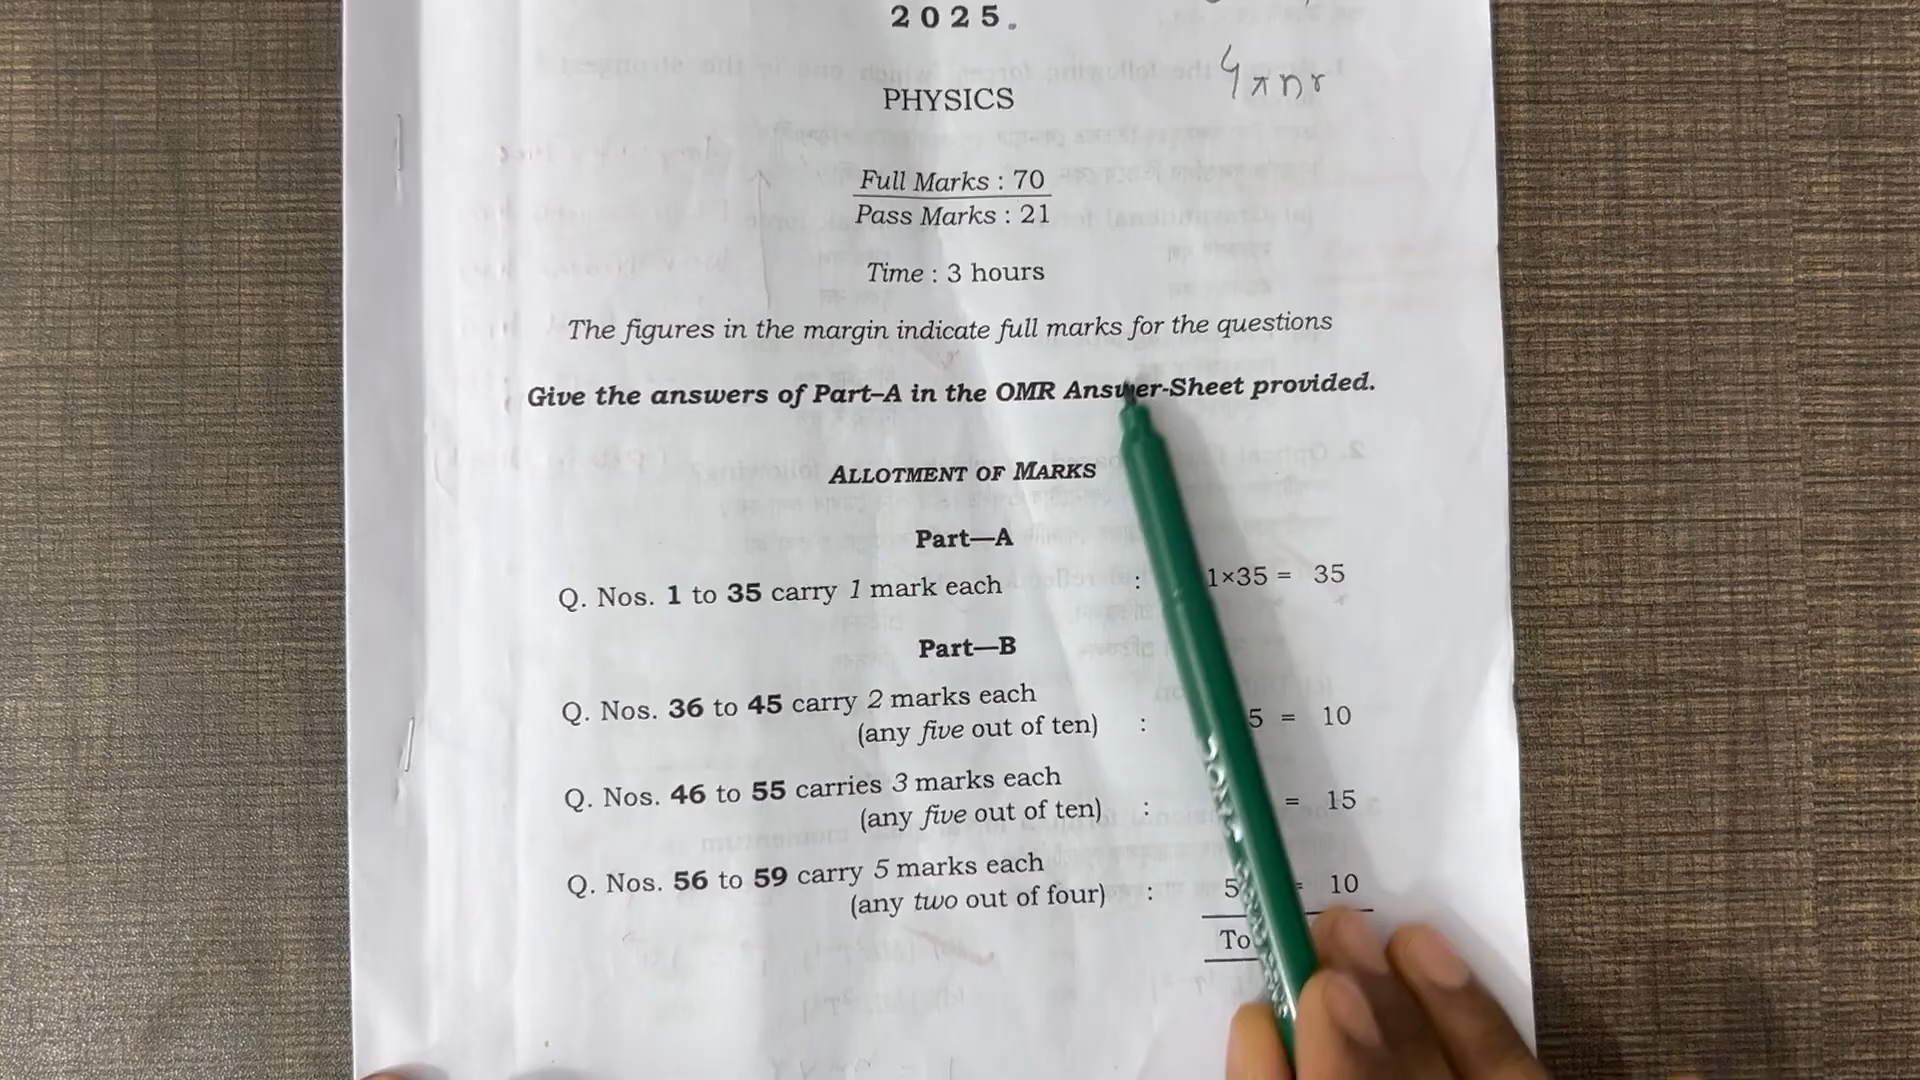 2025.
4πnr
PHYSICS
Full Marks : 70
Pass Marks : 21
Time : 3 hours
The figures in the margin indicate full marks for the questions
Give the answers of Part–A in the OMR Answer-Sheet provided.
ALLOTMENT OF MARKS
Part—A
Q. Nos. 1 to 35 carry 1 mark each : 1×35 = 35
Part—B
Q. Nos. 36 to 45 carry 2 marks each
(any five out of ten) : 5 = 10
Q. Nos. 46 to 55 carries 3 marks each
(any five out of ten) : = 15
Q. Nos. 56 to 59 carry 5 marks each
(any two out of four) : 5 = 10